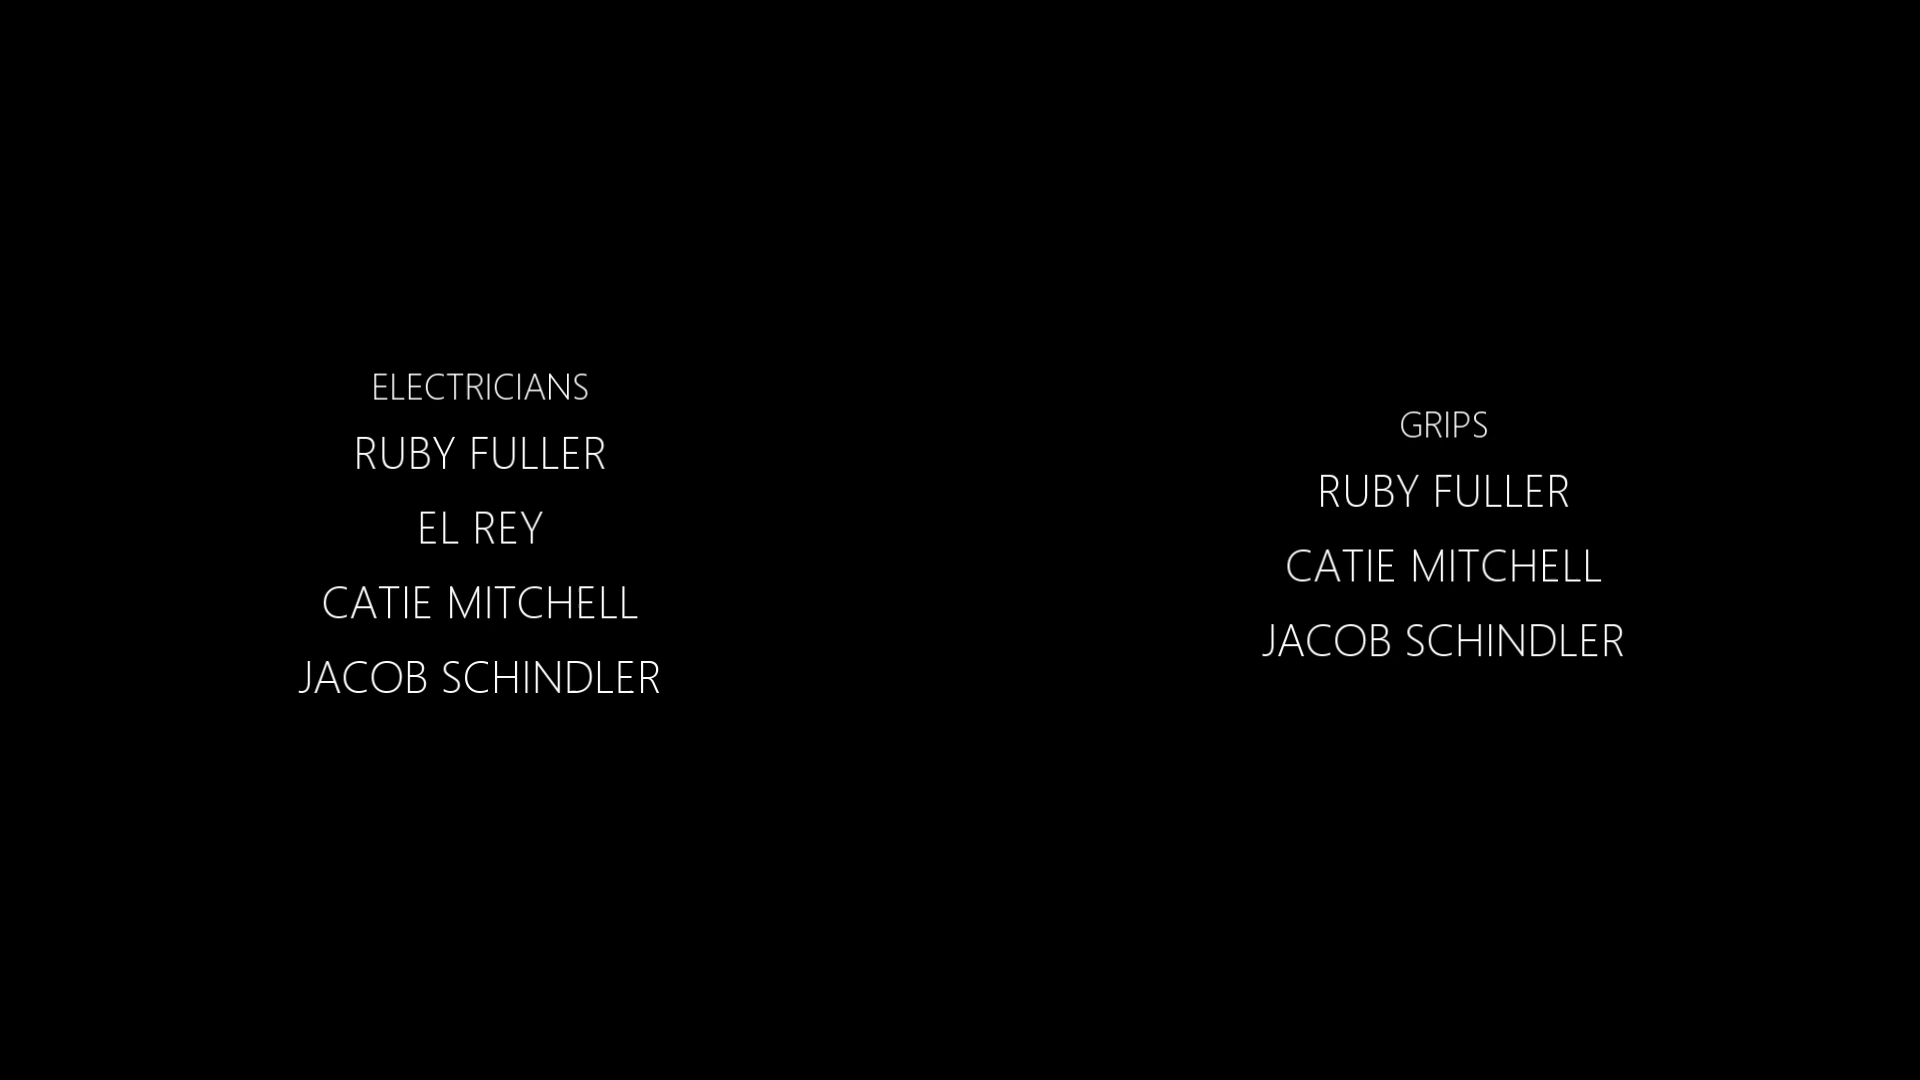 ELECTRICIANS
RUBY FULLER
EL REY
CATIE MITCHELL
JACOB SCHINDLER
GRIPS
RUBY FULLER
CATIE MITCHELL
JACOB SCHINDLER